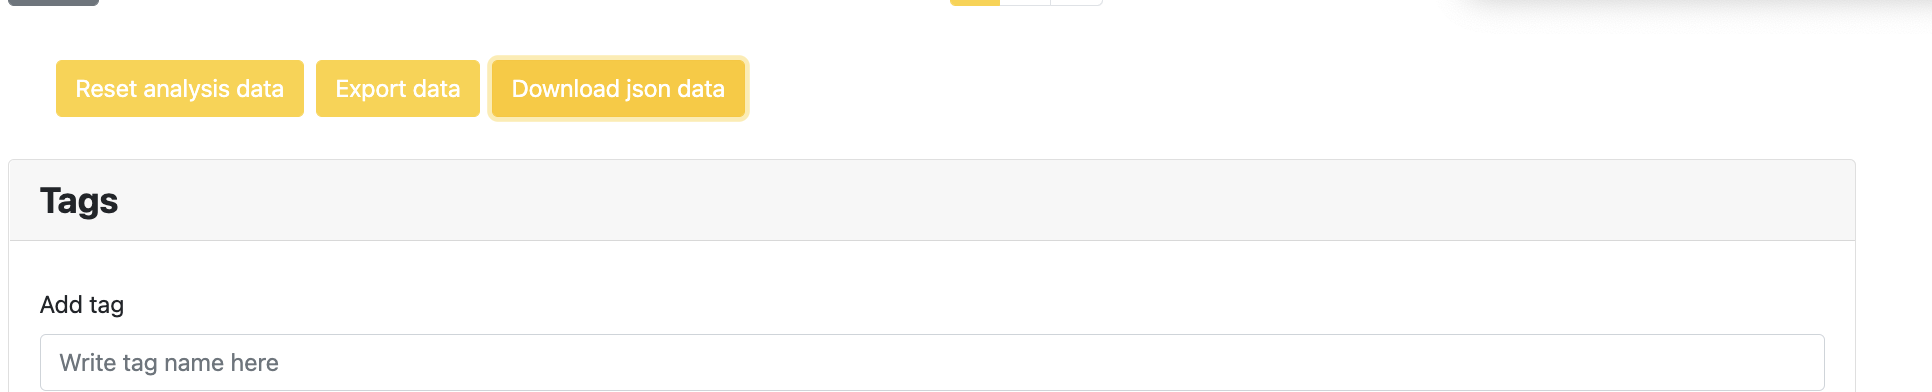 Reset analysis data Export data Download json data
Tags
Add tag
Write tag name here